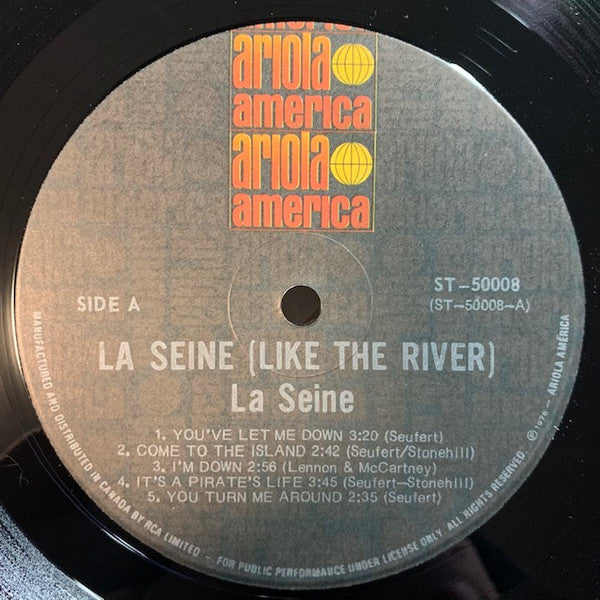 america
ariola
america
ariola
america
SIDE A
ST-50008
(ST-50008-A)
LA SEINE (LIKE THE RIVER)
La Seine
1. YOU'VE LET ME DOWN 3:20 (Seufert)
2. COME TO THE ISLAND 2:42 (Seufert/Stonehill)
3. I'M DOWN 2:56 (Lennon & McCartney)
4. IT'S A PIRATE'S LIFE 3:45 (Seufert-Stonehill)
5. YOU TURN ME AROUND 2:35 (Seufert)
MANUFACTURED AND DISTRIBUTED IN CANADA BY RCA LIMITED – FOR PUBLIC PERFORMANCE UNDER LICENSE ONLY. ALL RIGHTS RESERVED. ℗ 1976 – ARIOLA AMÉRICA